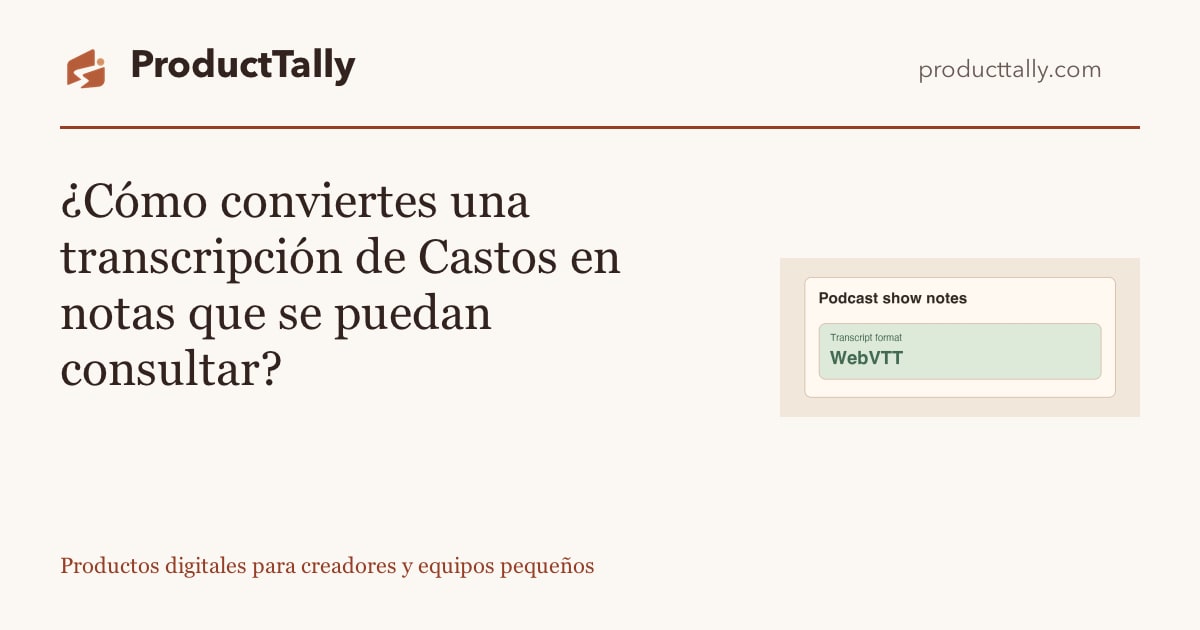 ProductTally
producttally.com
¿Cómo conviertes una
transcripción de Castos en
notas que se puedan
consultar?
Podcast show notes
Transcript format
WebVTT
Productos digitales para creadores y equipos pequeños